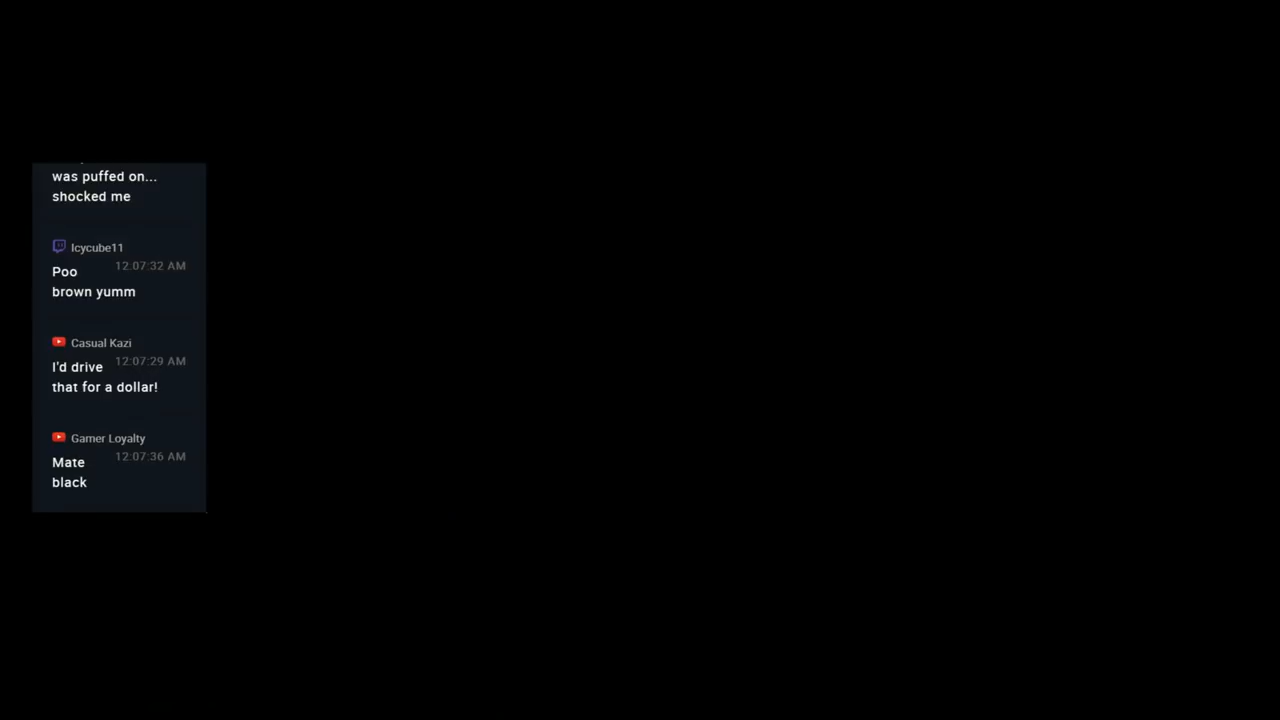 was puffed on...
shocked me
Icycube11
12:07:32 AM
Poo
brown yumm
Casual Kazi
12:07:29 AM
I'd drive
that for a dollar!
Gamer Loyalty
12:07:36 AM
Mate
black